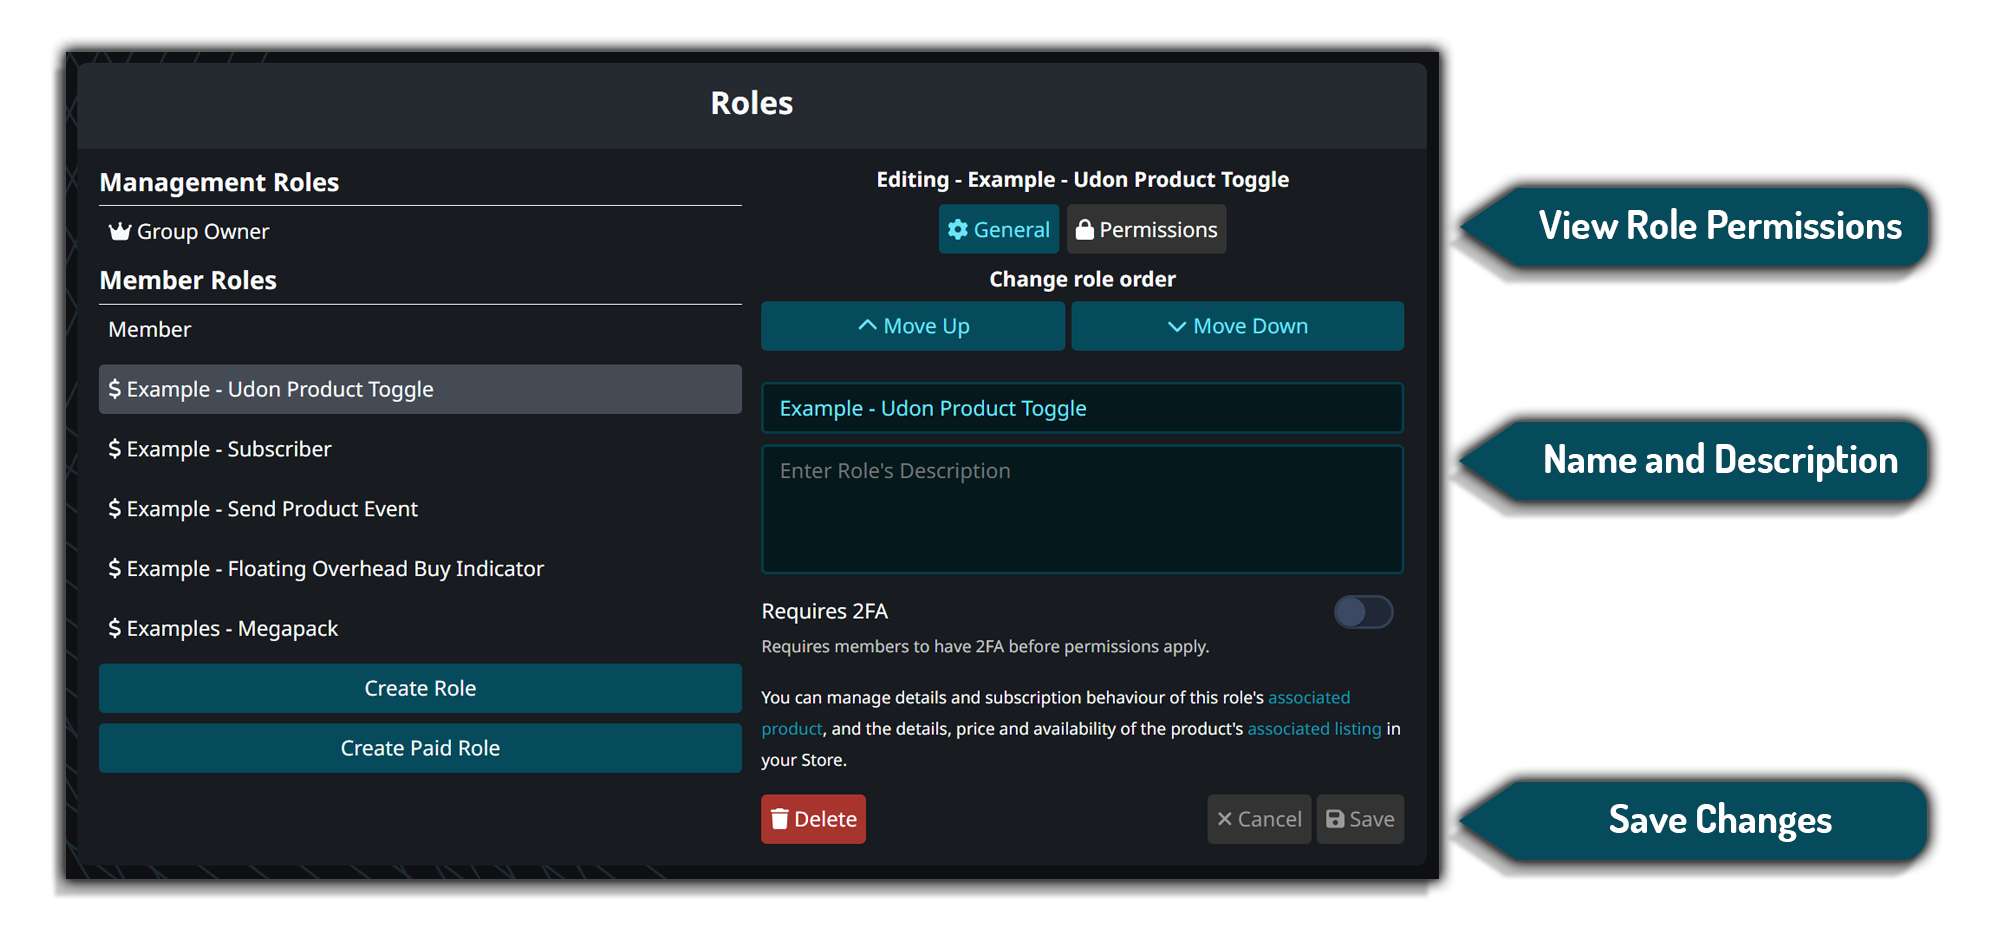 Roles
Management Roles
Group Owner
Member Roles
Member
$ Example - Udon Product Toggle
$ Example - Subscriber
$ Example - Send Product Event
$ Example - Floating Overhead Buy Indicator
$ Examples - Megapack
Create Role
Create Paid Role
Editing - Example - Udon Product Toggle
General Permissions
Change role order
Move Up Move Down
Example - Udon Product Toggle
Enter Role's Description
Requires 2FA
Requires members to have 2FA before permissions apply.
You can manage details and subscription behaviour of this role's associated
product, and the details, price and availability of the product's associated listing in
your Store.
Delete Cancel Save
View Role Permissions
Name and Description
Save Changes